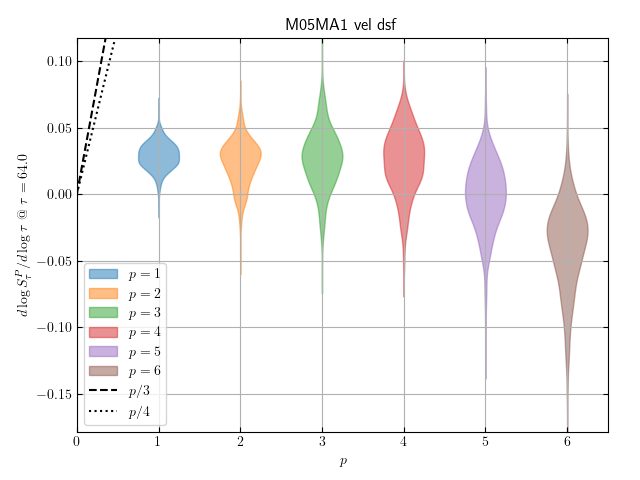 M05MA1 vel dsf
d log S_τ^P / d log τ @ τ = 64.0
0.10
0.05
0.00
−0.05
−0.10
−0.15
p = 1
p = 2
p = 3
p = 4
p = 5
p = 6
p/3
p/4
0 1 2 3 4 5 6
p